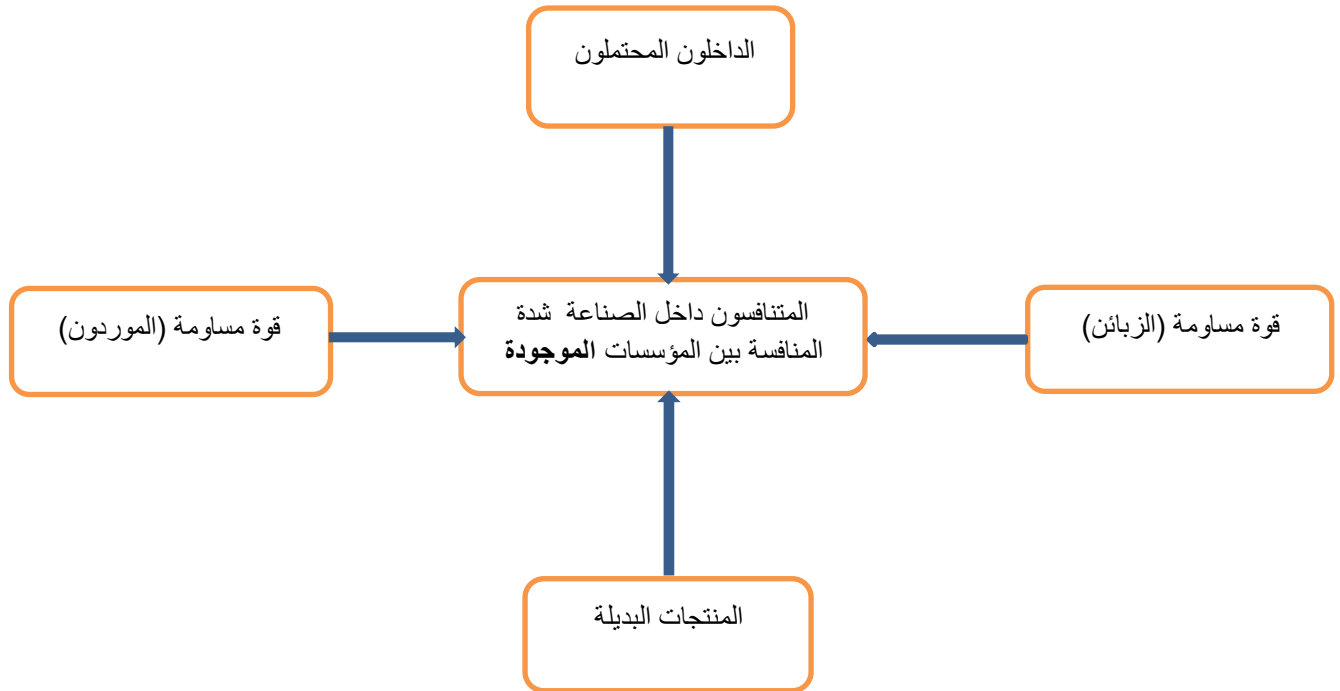 الداخلون المحتملون
قوة مساومة (الزبائن)
المتنافسون داخل الصناعة شدة
المنافسة بين المؤسسات الموجودة
قوة مساومة (الموردون)
المنتجات البديلة